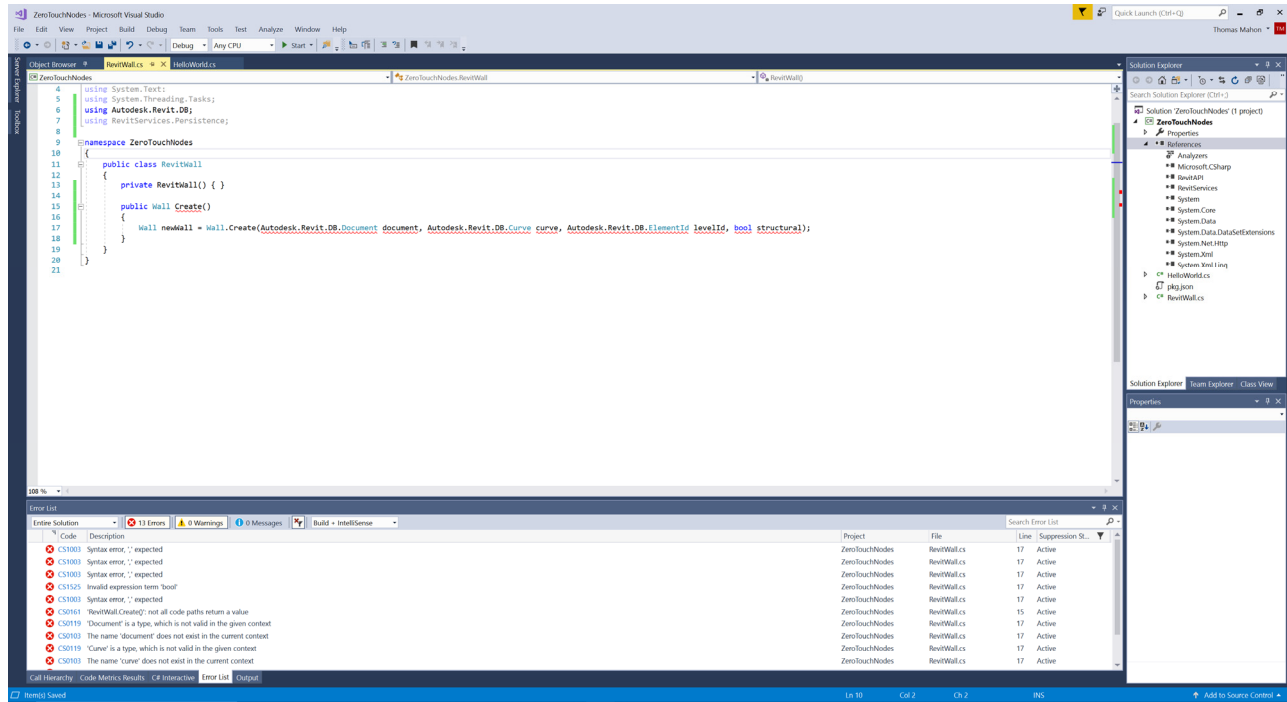 ZeroTouchNodes - Microsoft Visual Studio
Quick Launch (Ctrl+Q)
File Edit View Project Build Debug Team Tools Test Analyze Window Help
Thomas Mahon TM
Debug Any CPU Start
Server Explorer
Toolbox
Object Browser RevitWall.cs HelloWorld.cs
ZeroTouchNodes ZeroTouchNodes.RevitWall RevitWall()
4 using System.Text;
5 using System.Threading.Tasks;
6 using Autodesk.Revit.DB;
7 using RevitServices.Persistence;
8
9 namespace ZeroTouchNodes
10 {
11 public class RevitWall
12 {
13 private RevitWall() { }
14
15 public Wall Create()
16 {
17 Wall newWall = Wall.Create(Autodesk.Revit.DB.Document document, Autodesk.Revit.DB.Curve curve, Autodesk.Revit.DB.ElementId levelId, bool structural);
18 }
19 }
20 }
21
108 %
Solution Explorer
Search Solution Explorer (Ctrl+;)
Solution 'ZeroTouchNodes' (1 project)
ZeroTouchNodes
Properties
References
Analyzers
Microsoft.CSharp
RevitAPI
RevitServices
System
System.Core
System.Data
System.Data.DataSetExtensions
System.Net.Http
System.Xml
System.Xml.Linq
HelloWorld.cs
pkg.json
RevitWall.cs
Solution Explorer Team Explorer Class View
Properties
Error List
Entire Solution 13 Errors 0 Warnings 0 Messages Build + IntelliSense Search Error List
Code Description Project File Line Suppression St...
CS1003 Syntax error, ',' expected ZeroTouchNodes RevitWall.cs 17 Active
CS1003 Syntax error, ',' expected ZeroTouchNodes RevitWall.cs 17 Active
CS1003 Syntax error, ',' expected ZeroTouchNodes RevitWall.cs 17 Active
CS1525 Invalid expression term 'bool' ZeroTouchNodes RevitWall.cs 17 Active
CS1003 Syntax error, ',' expected ZeroTouchNodes RevitWall.cs 17 Active
CS0161 'RevitWall.Create()': not all code paths return a value ZeroTouchNodes RevitWall.cs 15 Active
CS0119 'Document' is a type, which is not valid in the given context ZeroTouchNodes RevitWall.cs 17 Active
CS0103 The name 'document' does not exist in the current context ZeroTouchNodes RevitWall.cs 17 Active
CS0119 'Curve' is a type, which is not valid in the given context ZeroTouchNodes RevitWall.cs 17 Active
CS0103 The name 'curve' does not exist in the current context ZeroTouchNodes RevitWall.cs 17 Active
Call Hierarchy Code Metrics Results C# Interactive Error List Output
Item(s) Saved Ln 10 Col 2 Ch 2 INS Add to Source Control